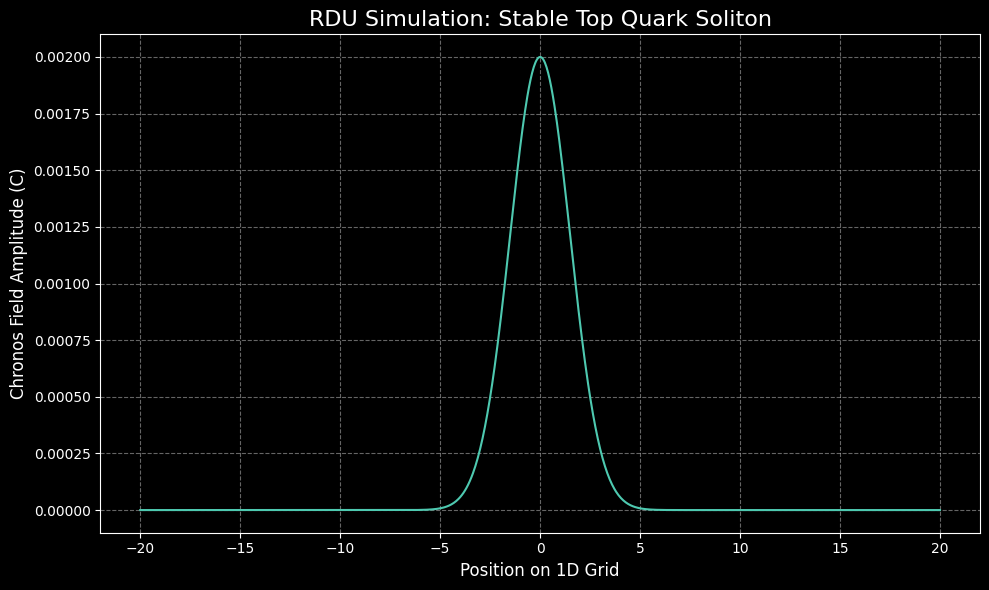 RDU Simulation: Stable Top Quark Soliton
Chronos Field Amplitude (C)
0.00200
0.00175
0.00150
0.00125
0.00100
0.00075
0.00050
0.00025
0.00000
−20 −15 −10 −5 0 5 10 15 20
Position on 1D Grid